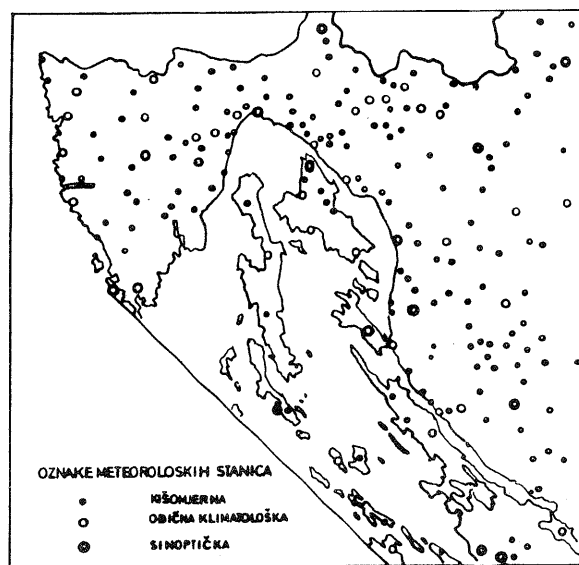 OZNAKE METEOROLOSKIH STANICA
KIŠOMJERNA
OBIČNA KLIMATOLOŠKA
SINOPTIČKA